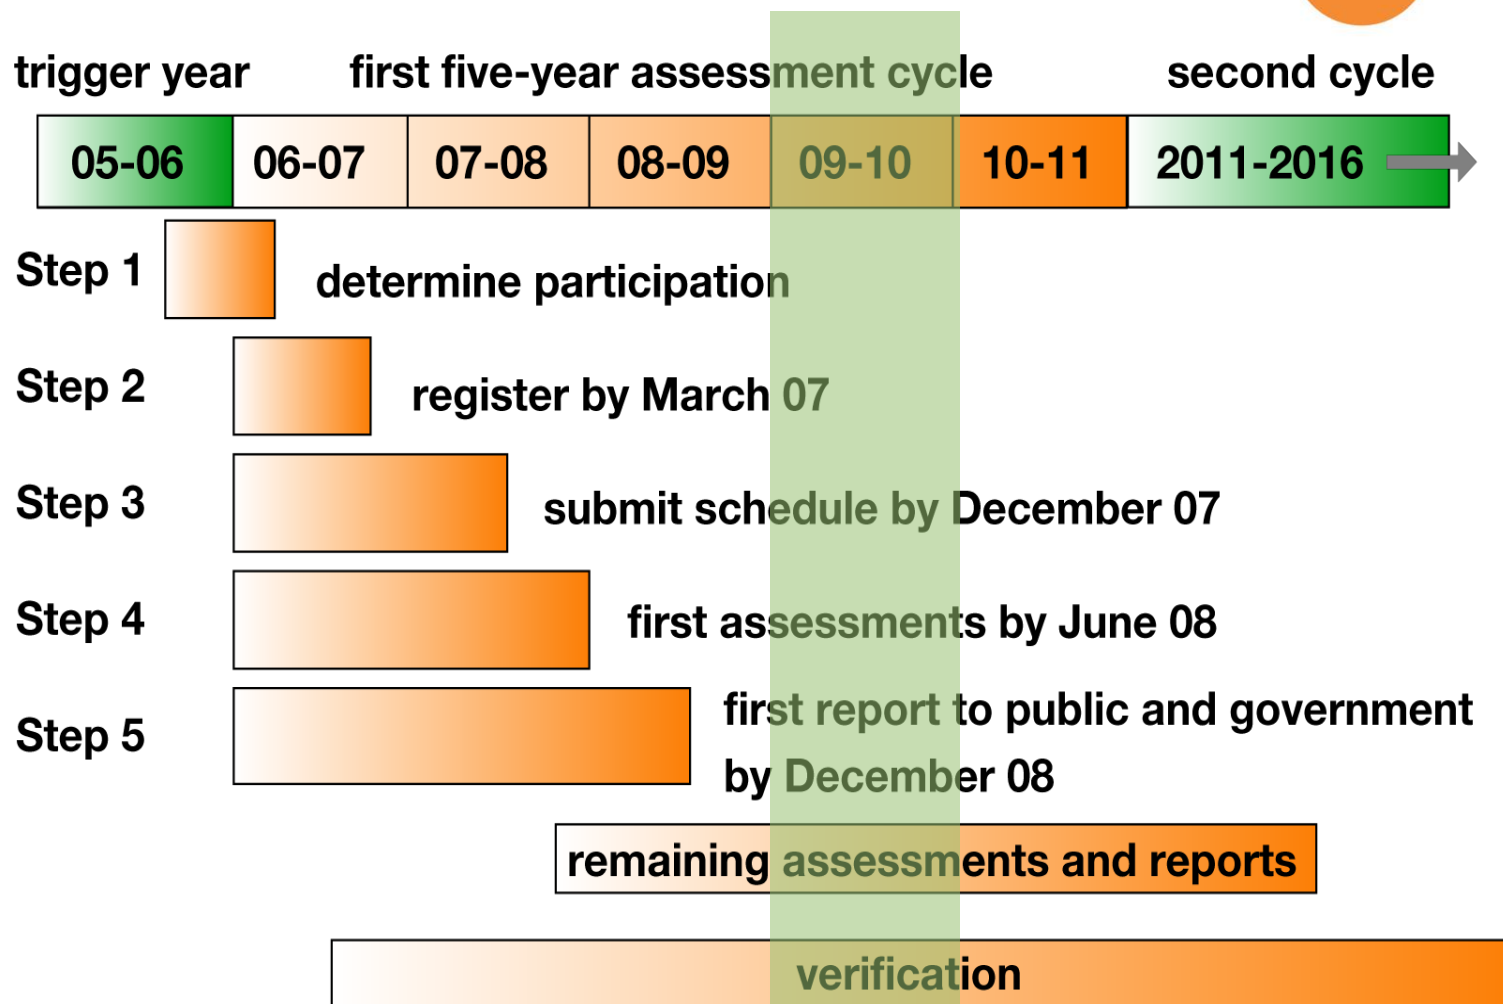 trigger year first five-year assessment cycle second cycle
05-06 06-07 07-08 08-09 09-10 10-11 2011-2016
Step 1 determine participation
Step 2 register by March 07
Step 3 submit schedule by December 07
Step 4 first assessments by June 08
Step 5 first report to public and government
by December 08
remaining assessments and reports
verification